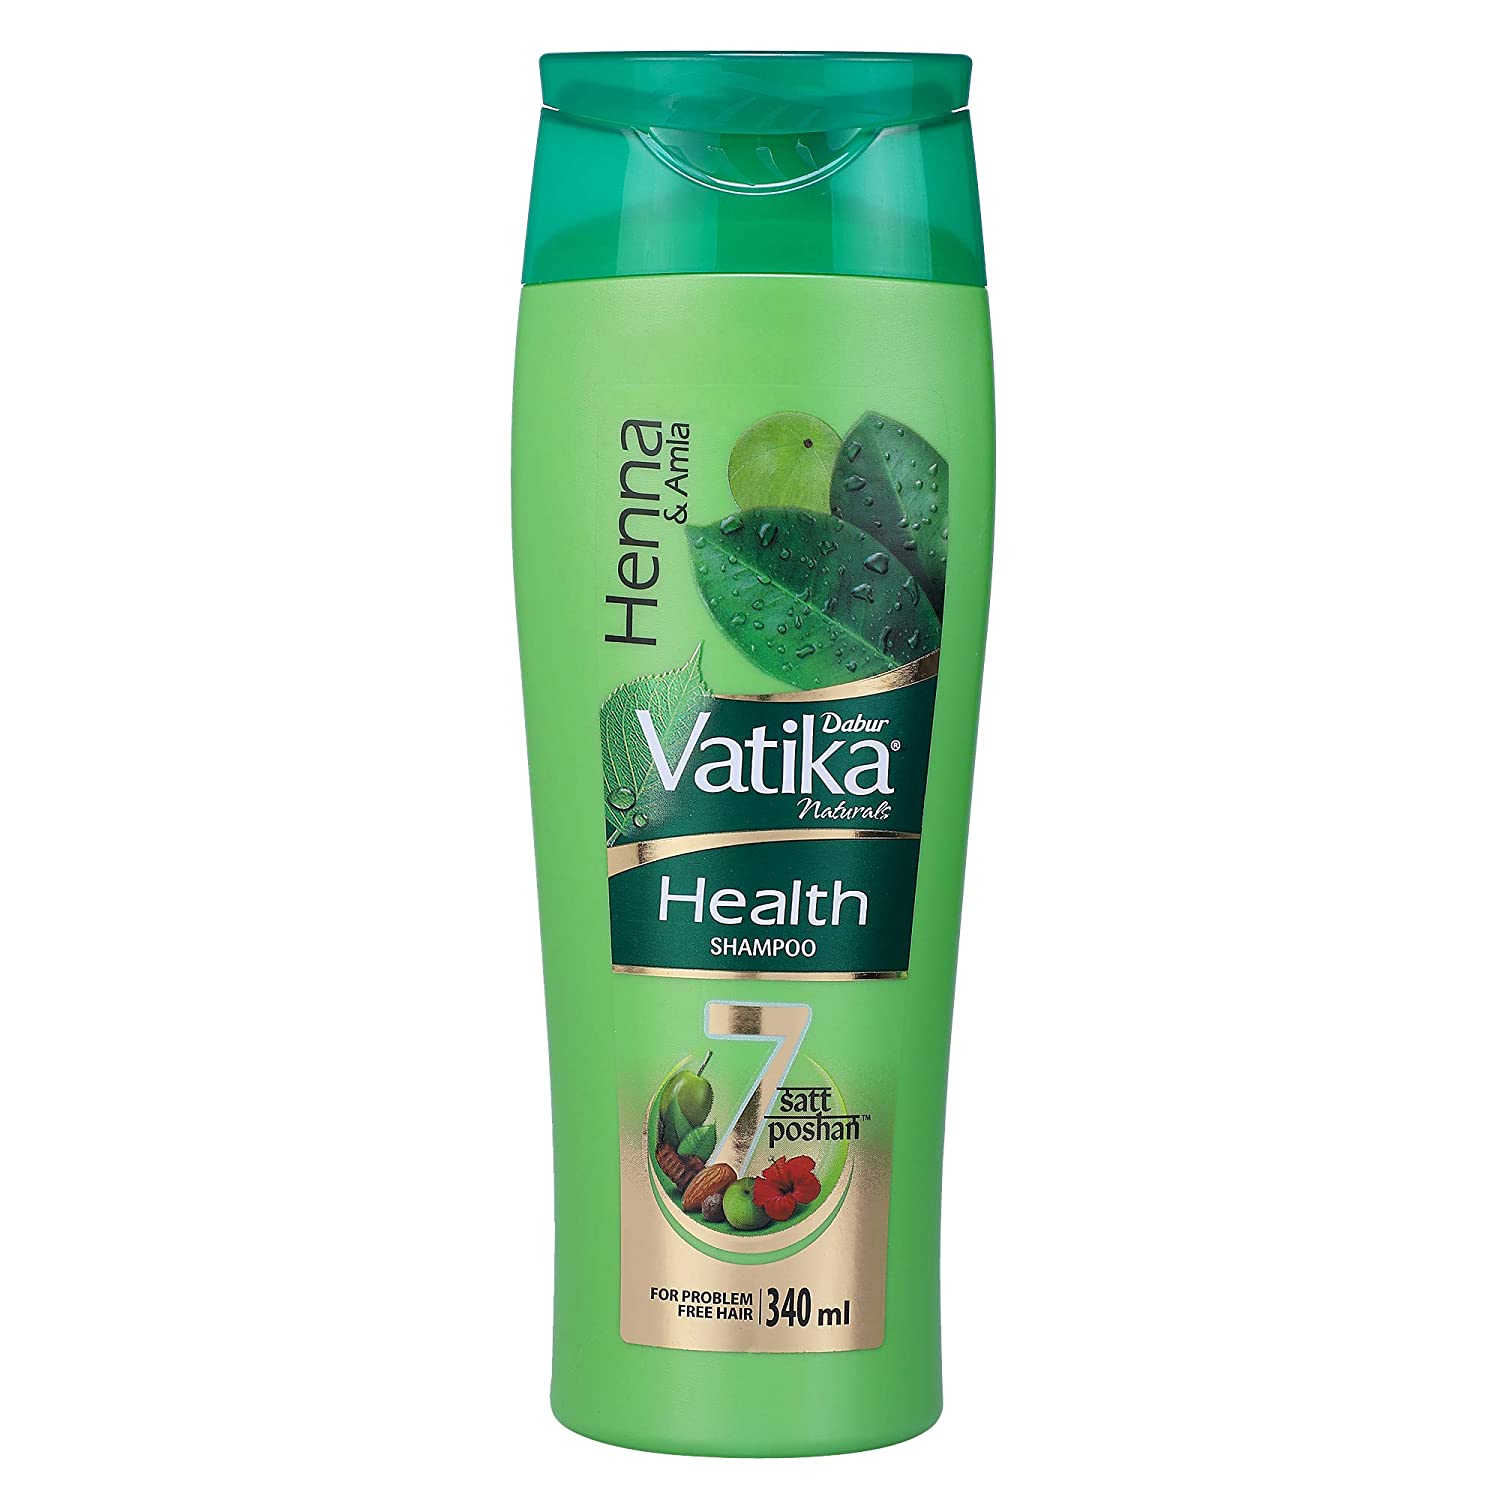 Henna
& Amla
Dabur
Vatika®
Naturals
Health
SHAMPOO
7
satt
poshan™
FOR PROBLEM
FREE HAIR
340 ml